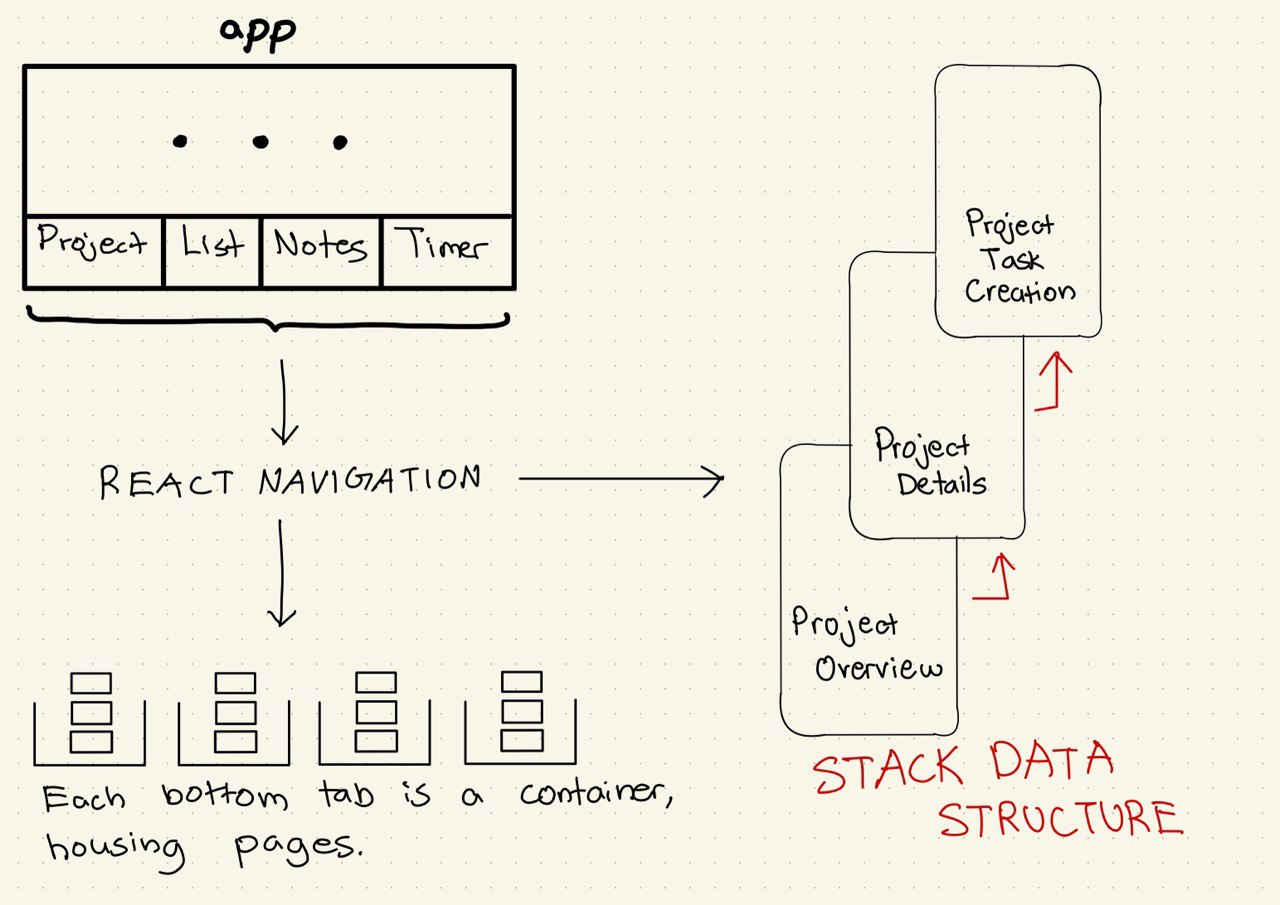 app
Project List Notes Timer
REACT NAVIGATION
Each bottom tab is a container,
housing pages.
Project
Task
Creation
Project
Details
Project
Overview
STACK DATA
STRUCTURE